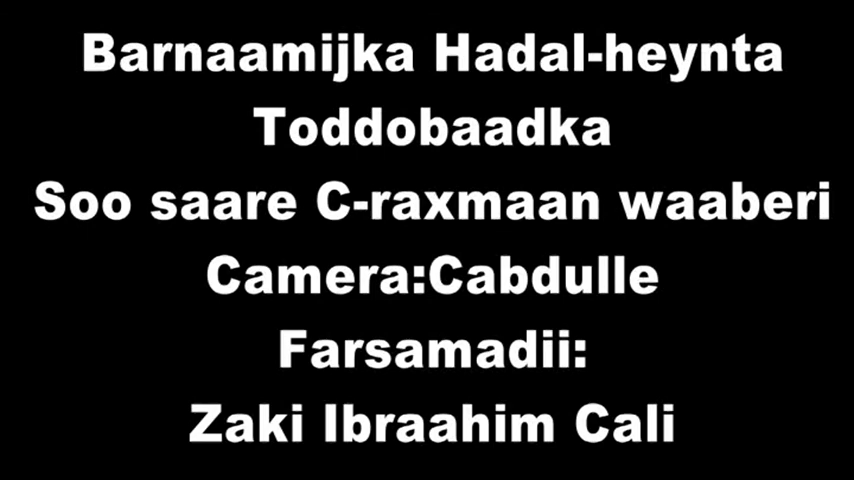 Barnaamijka Hadal-heynta
Toddobaadka
Soo saare C-raxmaan waaberi
Camera:Cabdulle
Farsamadii:
Zaki Ibraahim Cali